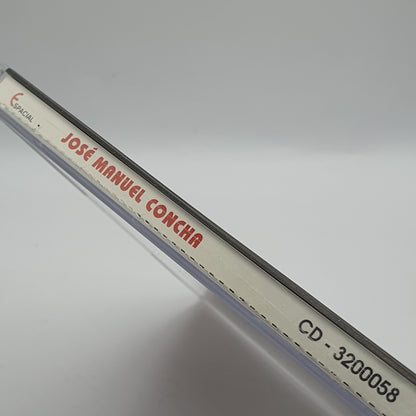 ESPACIAL
JOSÉ MANUEL CONCHA
CD - 3200058